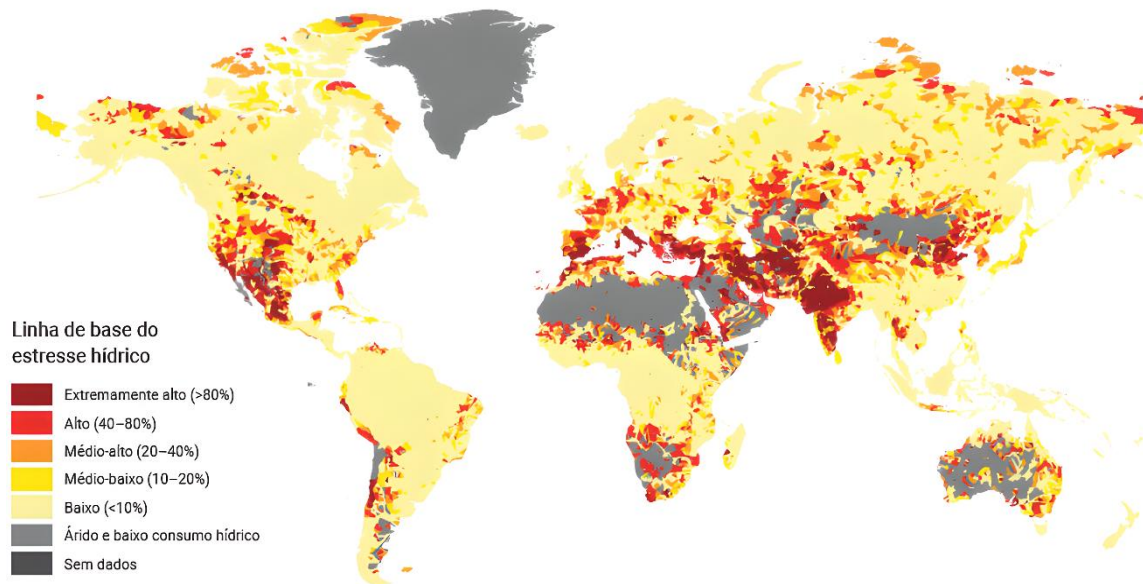 Linha de base do
estresse hídrico
Extremamente alto (>80%)
Alto (40–80%)
Médio-alto (20–40%)
Médio-baixo (10–20%)
Baixo (<10%)
Árido e baixo consumo hídrico
Sem dados